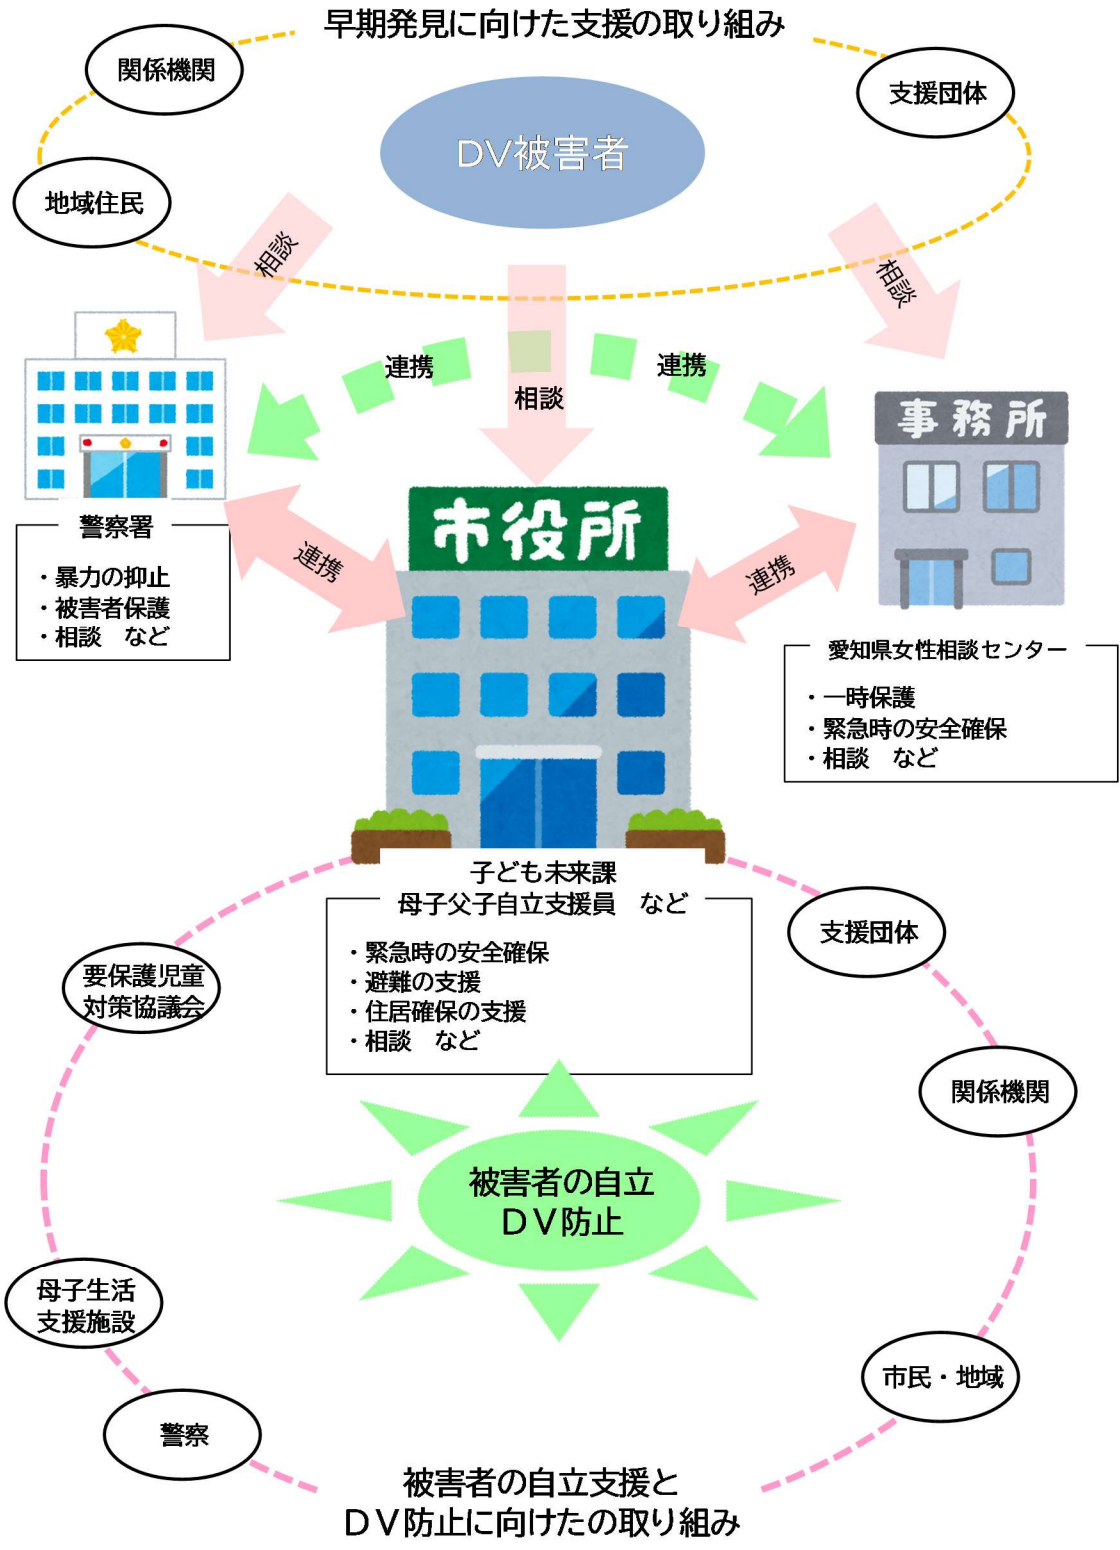 早期発見に向けた支援の取り組み
関係機関
支援団体
DV被害者
地域住民
相談
相談
相談
連携
連携
事務所
市役所
警察署
・暴力の抑止
・被害者保護
・相談　など
連携
連携
愛知県女性相談センター
・一時保護
・緊急時の安全確保
・相談　など
子ども未来課
母子父子自立支援員　など
・緊急時の安全確保
・避難の支援
・住居確保の支援
・相談　など
支援団体
要保護児童
対策協議会
関係機関
被害者の自立
ＤＶ防止
母子生活
支援施設
市民・地域
警察
被害者の自立支援と
ＤＶ防止に向けたの取り組み